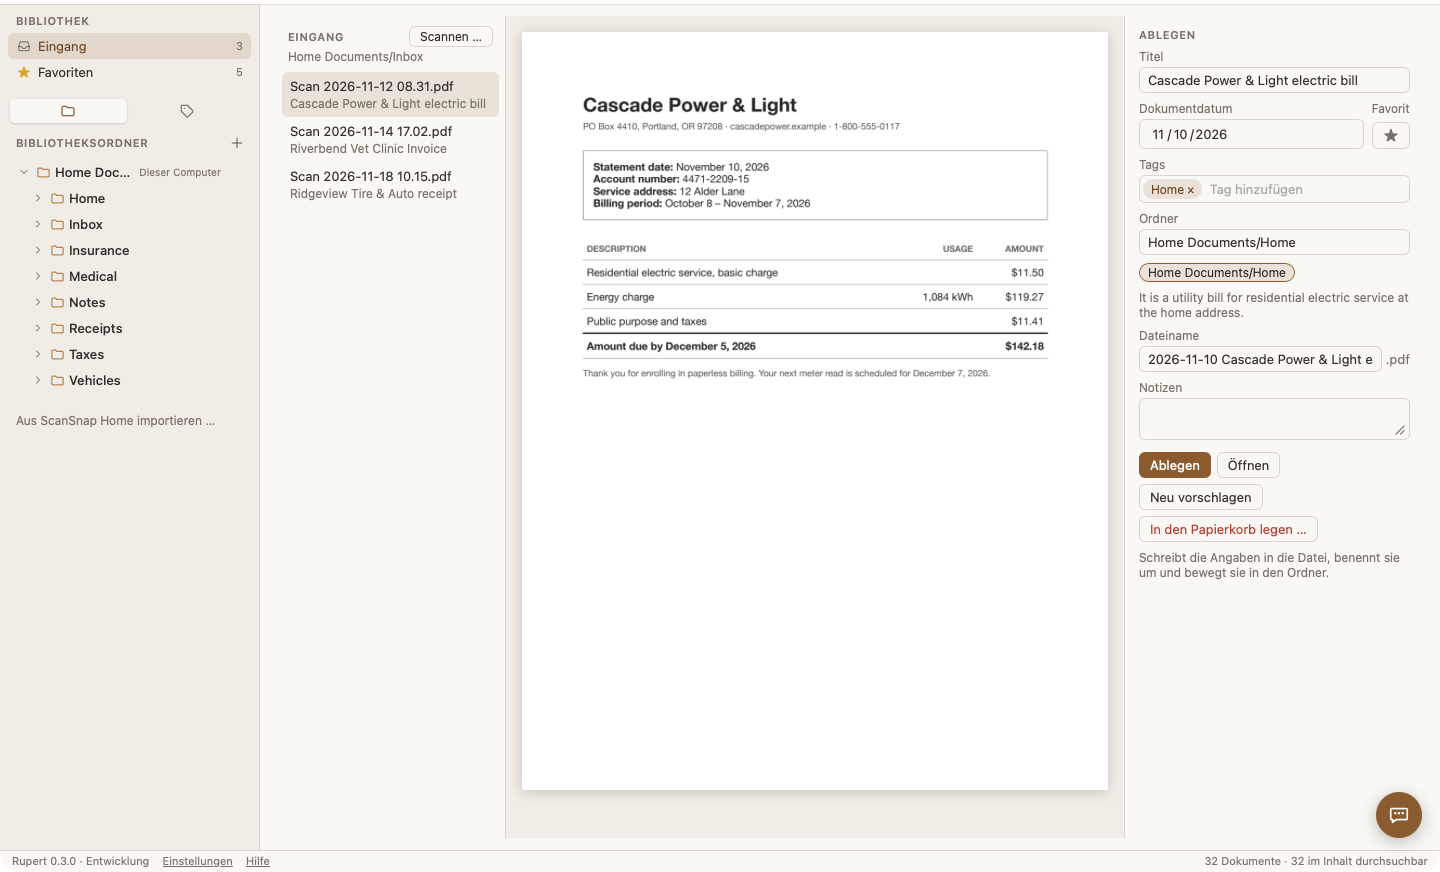 BIBLIOTHEK
Eingang 3
Favoriten 5
BIBLIOTHEKSORDNER
Home Doc... Dieser Computer
Home
Inbox
Insurance
Medical
Notes
Receipts
Taxes
Vehicles
Aus ScanSnap Home importieren ...
EINGANG
Scannen ...
Home Documents/Inbox
Scan 2026-11-12 08.31.pdf
Cascade Power & Light electric bill
Scan 2026-11-14 17.02.pdf
Riverbend Vet Clinic Invoice
Scan 2026-11-18 10.15.pdf
Ridgeview Tire & Auto receipt
Cascade Power & Light
PO Box 4410, Portland, OR 97208 · cascadepower.example · 1-800-555-0117
Statement date: November 10, 2026
Account number: 4471-2209-15
Service address: 12 Alder Lane
Billing period: October 8 – November 7, 2026
DESCRIPTION USAGE AMOUNT
Residential electric service, basic charge $11.50
Energy charge 1,084 kWh $119.27
Public purpose and taxes $11.41
Amount due by December 5, 2026 $142.18
Thank you for enrolling in paperless billing. Your next meter read is scheduled for December 7, 2026.
ABLEGEN
Titel
Cascade Power & Light electric bill
Dokumentdatum Favorit
11/10/2026
Tags
Home × Tag hinzufügen
Ordner
Home Documents/Home
Home Documents/Home
It is a utility bill for residential electric service at
the home address.
Dateiname
2026-11-10 Cascade Power & Light e .pdf
Notizen
Ablegen Öffnen
Neu vorschlagen
In den Papierkorb legen ...
Schreibt die Angaben in die Datei, benennt sie
um und bewegt sie in den Ordner.
Rupert 0.3.0 · Entwicklung Einstellungen Hilfe
32 Dokumente · 32 im Inhalt durchsuchbar